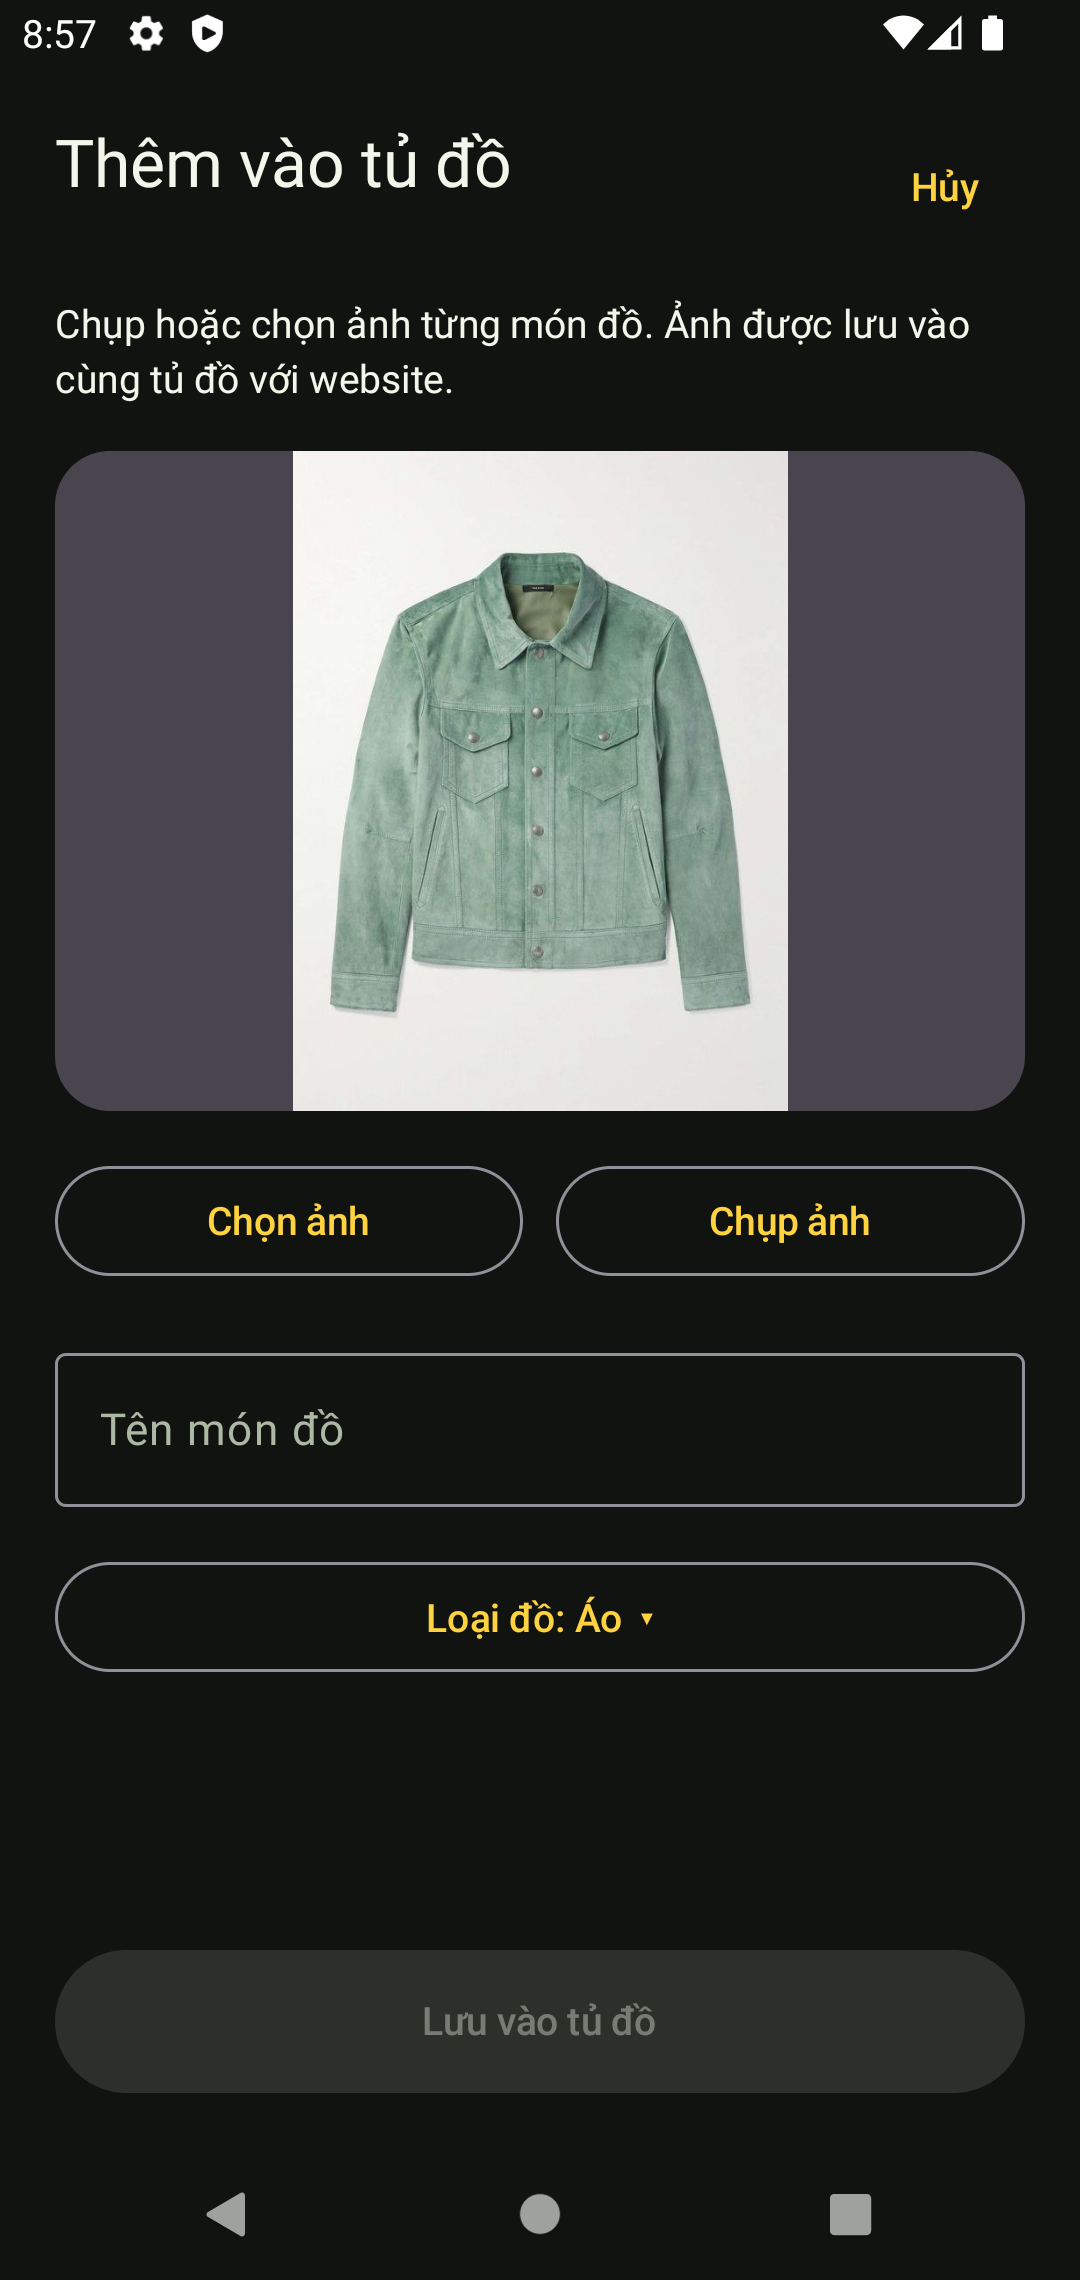 8:57
Thêm vào tủ đồ
Hủy
Chụp hoặc chọn ảnh từng món đồ. Ảnh được lưu vào
cùng tủ đồ với website.
Chọn ảnh
Chụp ảnh
Tên món đồ
Loại đồ: Áo ▾
Lưu vào tủ đồ